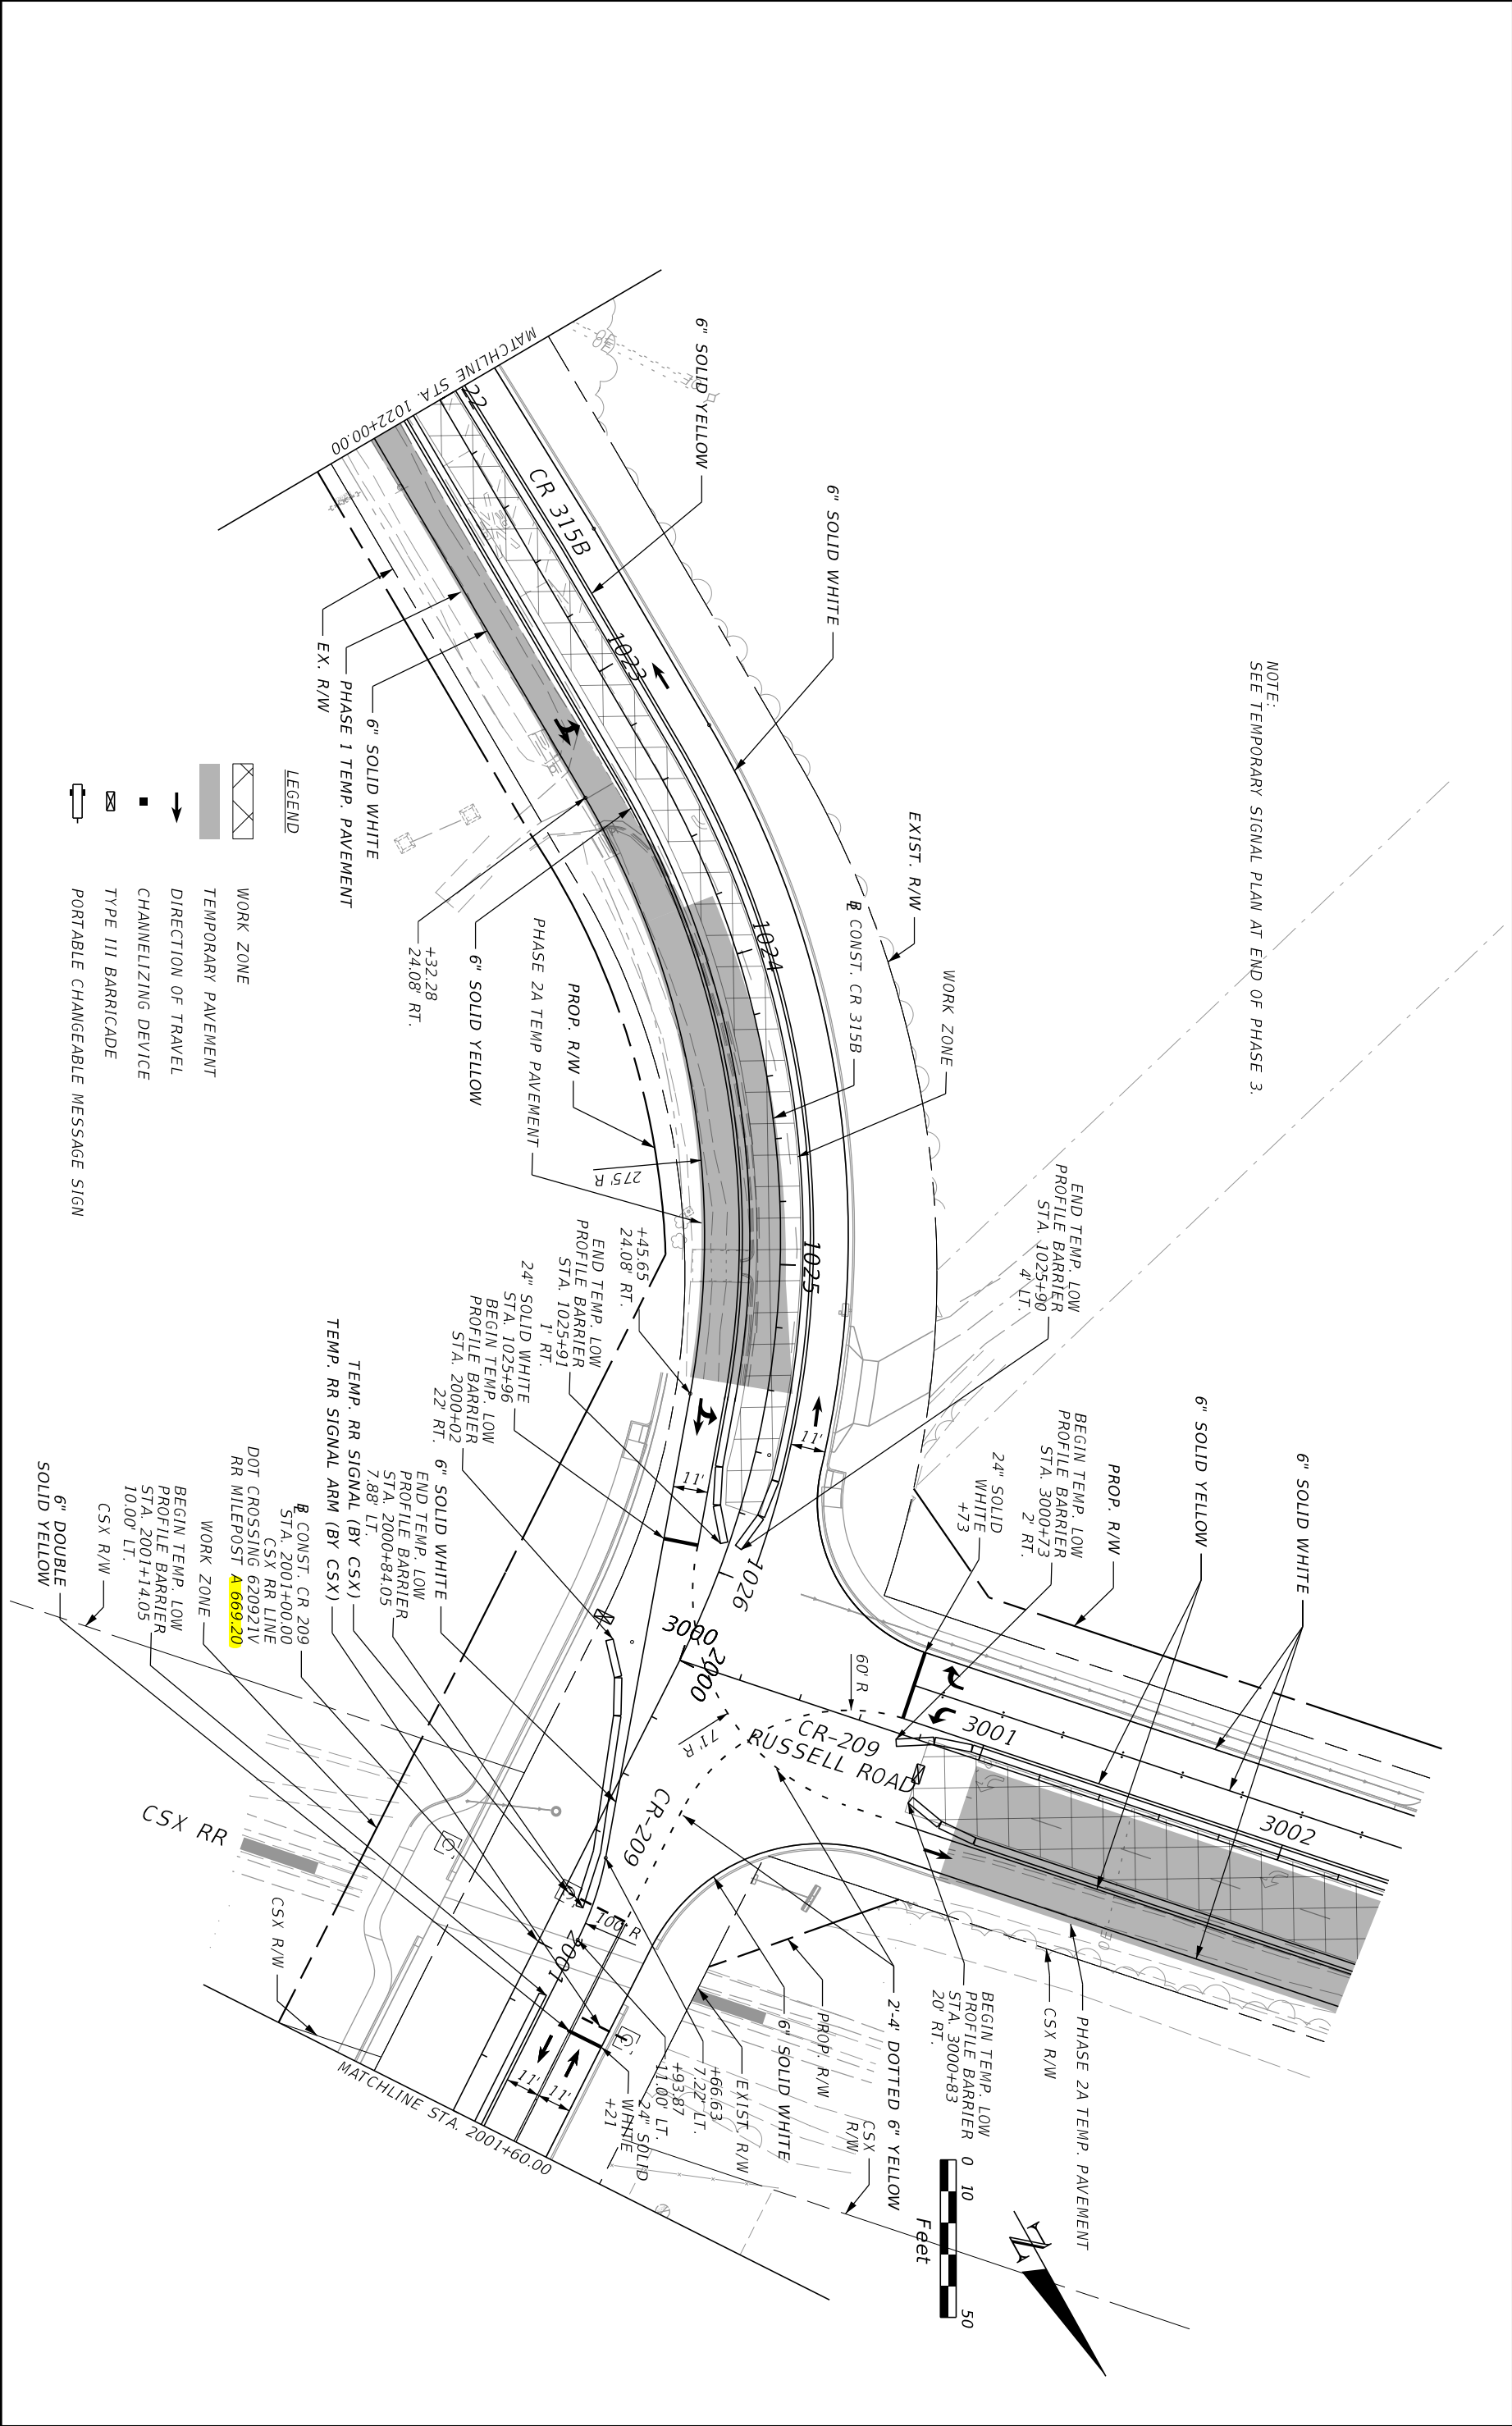 NOTE:
SEE TEMPORARY SIGNAL PLAN AT END OF PHASE 3.
MATCHLINE STA. 1022+00.00
22
CR 315B
1023
1024
1025
1026
6" SOLID YELLOW
6" SOLID WHITE
EXIST. R/W
℄ CONST. CR 315B
WORK ZONE
END TEMP. LOW
PROFILE BARRIER
STA. 1025+90
4' LT.
BEGIN TEMP. LOW
PROFILE BARRIER
STA. 3000+73
2' RT.
24" SOLID
WHITE
+73
PROP. R/W
6" SOLID YELLOW
6" SOLID WHITE
EX. R/W
PHASE 1 TEMP. PAVEMENT
6" SOLID WHITE
+32.28
24.08' RT.
6" SOLID YELLOW
PHASE 2A TEMP PAVEMENT
PROP. R/W
275' R
+45.65
24.08' RT.
END TEMP. LOW
PROFILE BARRIER
STA. 1025+91
1' RT.
24" SOLID WHITE
STA. 1025+96
BEGIN TEMP. LOW
PROFILE BARRIER
STA. 2000+02
22' RT.
6" SOLID WHITE
END TEMP. LOW
PROFILE BARRIER
STA. 2000+84.05
7.88' LT.
TEMP. RR SIGNAL (BY CSX)
TEMP. RR SIGNAL ARM (BY CSX)
℄ CONST. CR 209
STA. 2001+00.00
CSX RR LINE
DOT CROSSING 620921V
RR MILEPOST A 669.20
WORK ZONE
BEGIN TEMP. LOW
PROFILE BARRIER
STA. 2001+14.05
10.00' LT.
CSX R/W
6" DOUBLE
SOLID YELLOW
11'
11'
3000
2000
60' R
71' R
CR-209
RUSSELL ROAD
3001
3002
CR-209
100' R
2001
11'
11'
CSX RR
CSX R/W
MATCHLINE STA. 2001+60.00
24" SOLID
WHITE
+21
+93.87
11.00' LT.
+66.63
7.22' LT.
EXIST. R/W
6" SOLID WHITE
PROP. R/W
CSX
R/W
2'-4' DOTTED 6" YELLOW
BEGIN TEMP. LOW
PROFILE BARRIER
STA. 3000+83
20' RT.
CSX R/W
PHASE 2A TEMP. PAVEMENT
0
10
50
Feet
N
LEGEND
WORK ZONE
TEMPORARY PAVEMENT
DIRECTION OF TRAVEL
CHANNELIZING DEVICE
TYPE III BARRICADE
PORTABLE CHANGEABLE MESSAGE SIGN